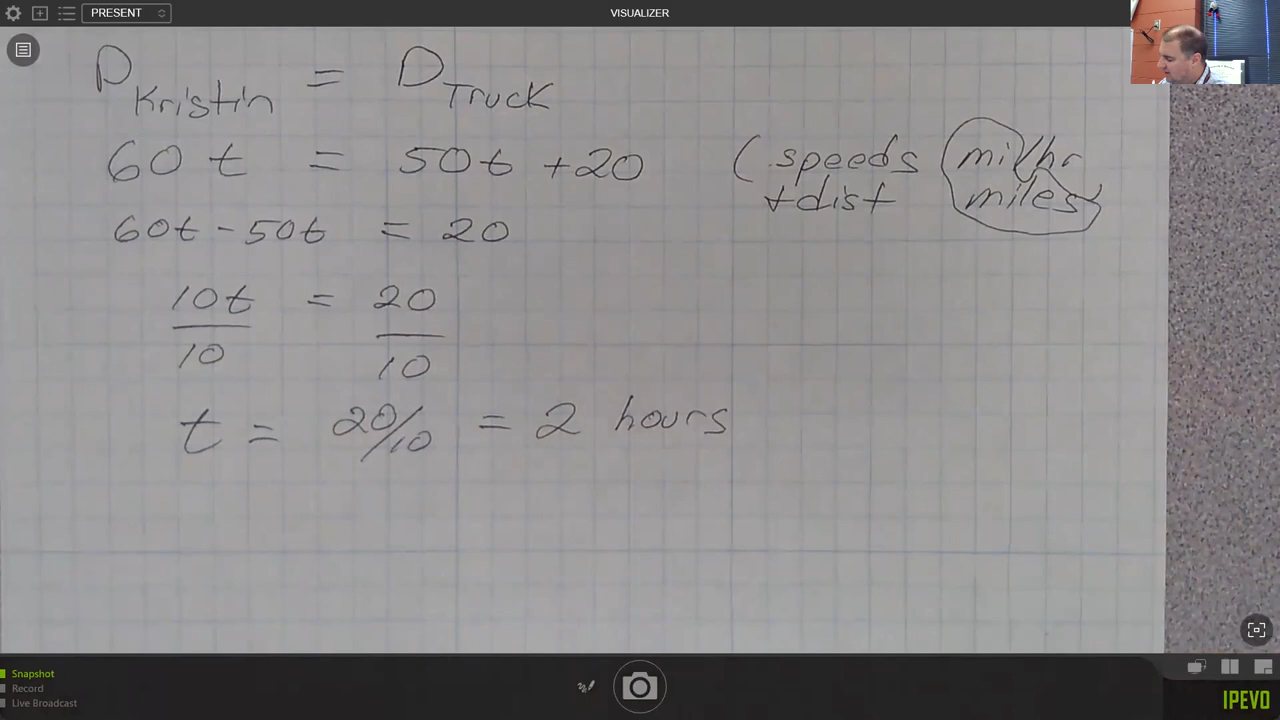 PRESENT
VISUALIZER
D Kristin = D Truck
60t = 50t + 20 (speeds mi/hr
+ dist miles
60t - 50t = 20
10t = 20
10 10
t = 20/10 = 2 hours
Snapshot
Record
Live Broadcast
IPEVO